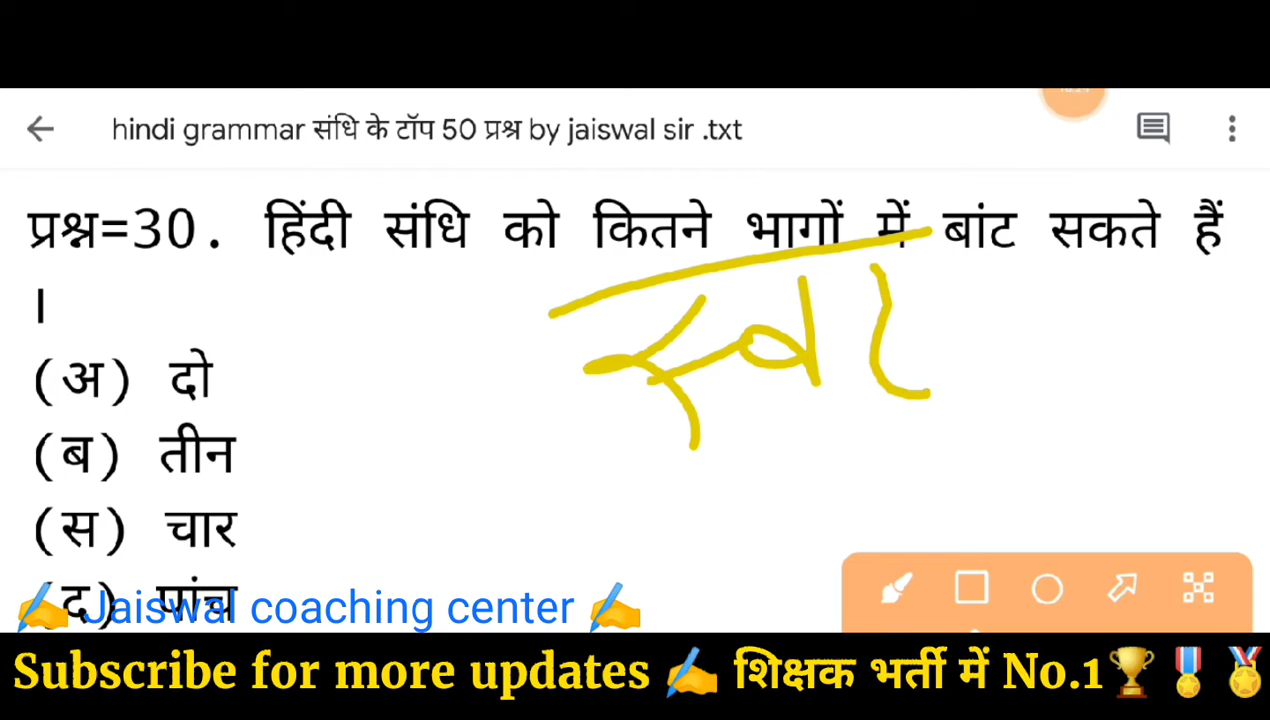 hindi grammar संधि के टॉप 50 प्रश्न by jaiswal sir .txt
प्रश्न=30. हिंदी संधि को कितने भागों में बांट सकते हैं
।
स्वर
(अ) दो
(ब) तीन
(स) चार
(द) पांच
✍️ Jaiswal coaching center ✍️
Subscribe for more updates ✍️ शिक्षक भर्ती में No.1🏆🎖️🏅